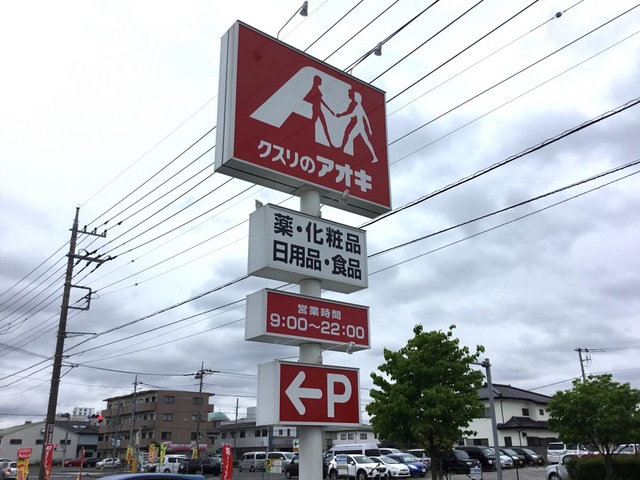 クスリのアオキ
薬・化粧品
日用品・食品
営業時間
9:00～22:00
←P